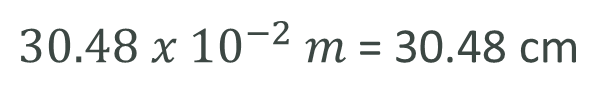 30.48 x 10⁻² m = 30.48 cm